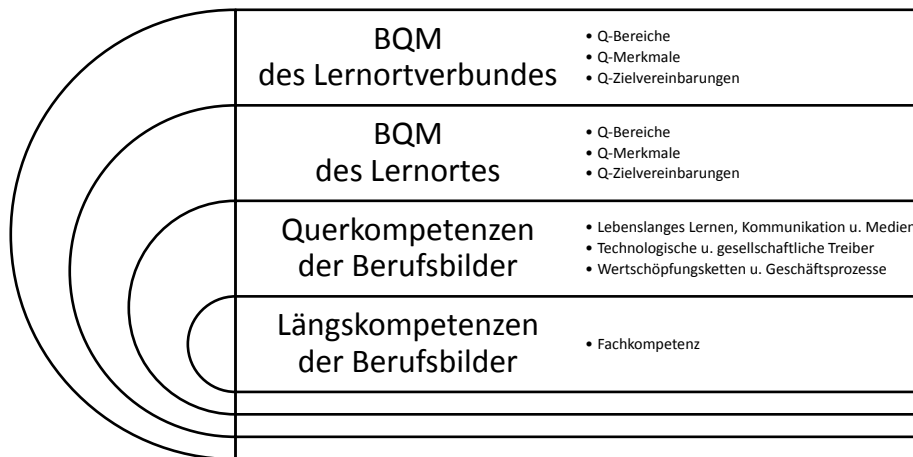 BQM
des Lernortverbundes
• Q-Bereiche
• Q-Merkmale
• Q-Zielvereinbarungen
BQM
des Lernortes
• Q-Bereiche
• Q-Merkmale
• Q-Zielvereinbarungen
Querkompetenzen
der Berufsbilder
• Lebenslanges Lernen, Kommunikation u. Medien
• Technologische u. gesellschaftliche Treiber
• Wertschöpfungsketten u. Geschäftsprozesse
Längskompetenzen
der Berufsbilder
• Fachkompetenz